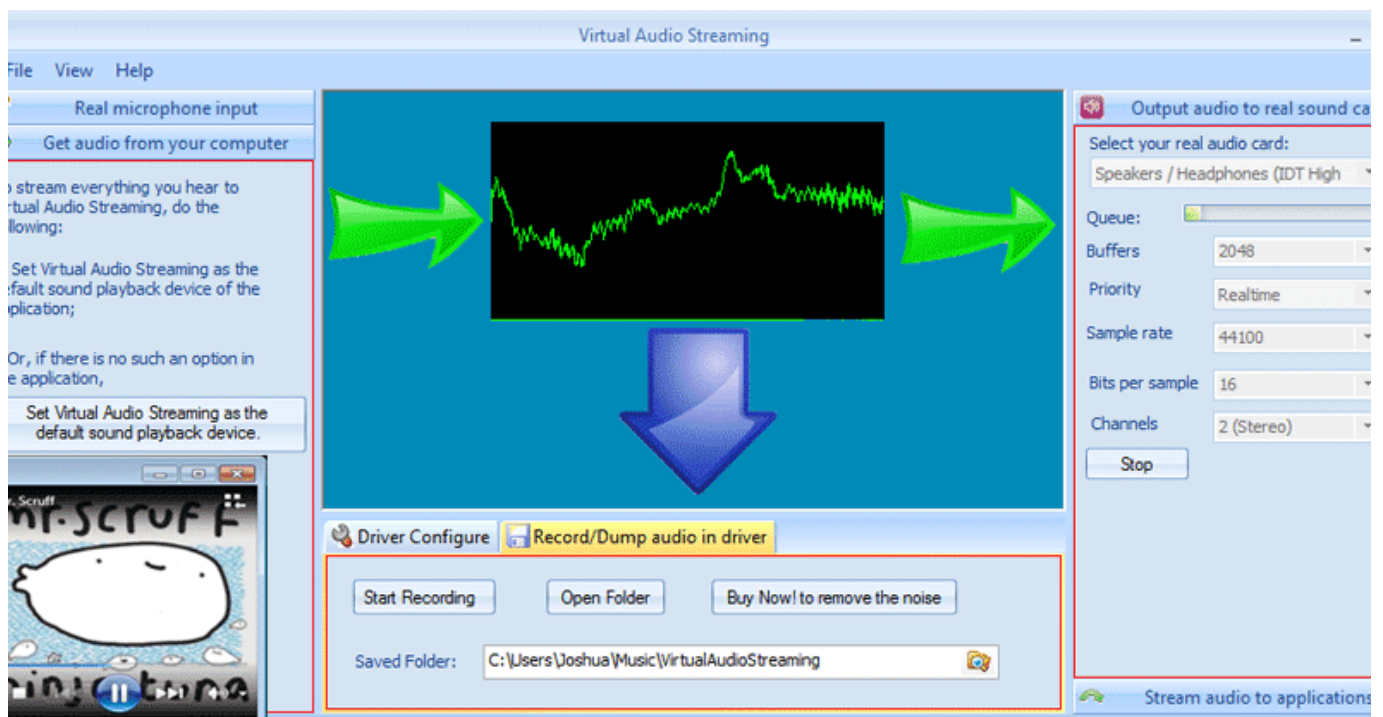 Virtual Audio Streaming
File View Help
Real microphone input
Get audio from your computer
stream everything you hear to
rtual Audio Streaming, do the
llowing:
Set Virtual Audio Streaming as the
fault sound playback device of the
plication;
Or, if there is no such an option in
e application,
Set Virtual Audio Streaming as the
default sound playback device.
r. Scruff
mr. scruff
Driver Configure
Record/Dump audio in driver
Start Recording
Open Folder
Buy Now! to remove the noise
Saved Folder:
C:\Users\Joshua\Music\VirtualAudioStreaming
Output audio to real sound ca
Select your real audio card:
Speakers / Headphones (IDT High
Queue:
Buffers 2048
Priority Realtime
Sample rate 44100
Bits per sample 16
Channels 2 (Stereo)
Stop
Stream audio to applications